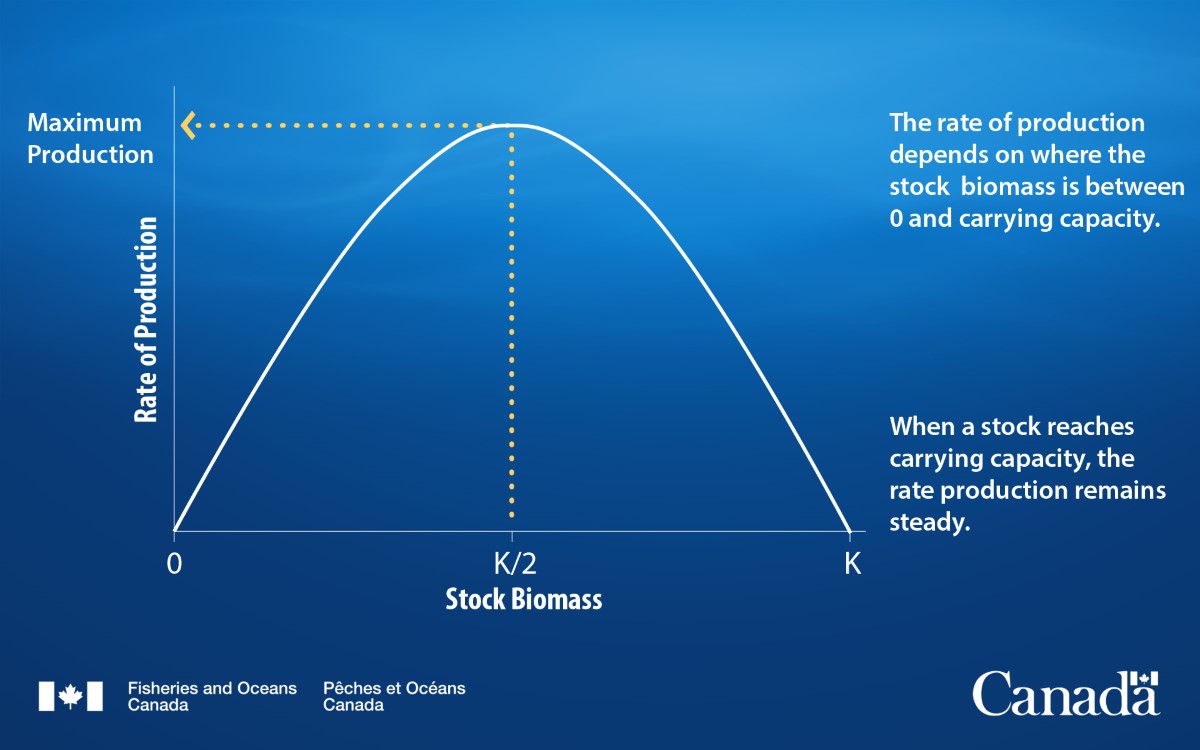 Maximum
Production
Rate of Production
0
K/2
K
Stock Biomass
The rate of production
depends on where the
stock  biomass is between
0 and carrying capacity.
When a stock reaches
carrying capacity, the
rate production remains
steady.
Fisheries and Oceans
Canada
Pêches et Océans
Canada
Canada